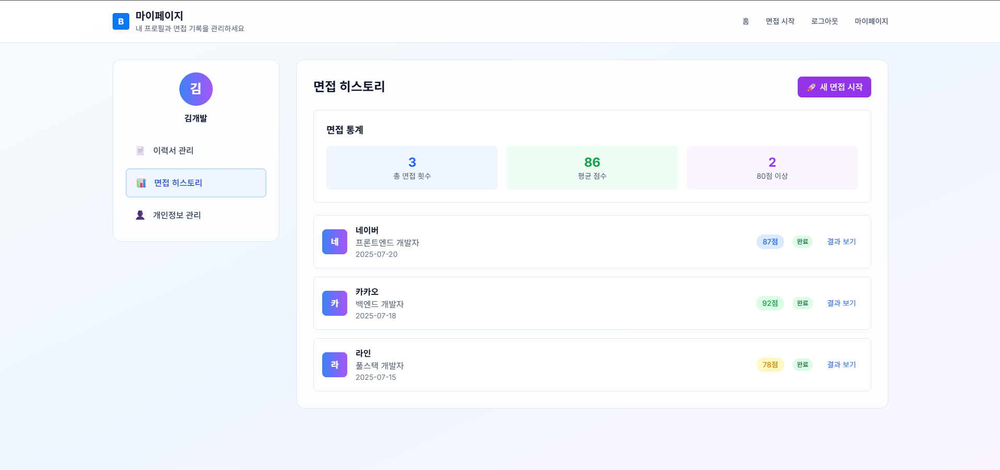 B
마이페이지
내 프로필과 면접 기록을 관리하세요
홈
면접 시작
로그아웃
마이페이지
김
김개발
이력서 관리
면접 히스토리
개인정보 관리
면접 히스토리
🚀 새 면접 시작
면접 통계
3
총 면접 횟수
86
평균 점수
2
80점 이상
네
네이버
프론트엔드 개발자
2025-07-20
87점
완료
결과 보기
카
카카오
백엔드 개발자
2025-07-18
92점
완료
결과 보기
라
라인
풀스택 개발자
2025-07-15
78점
완료
결과 보기